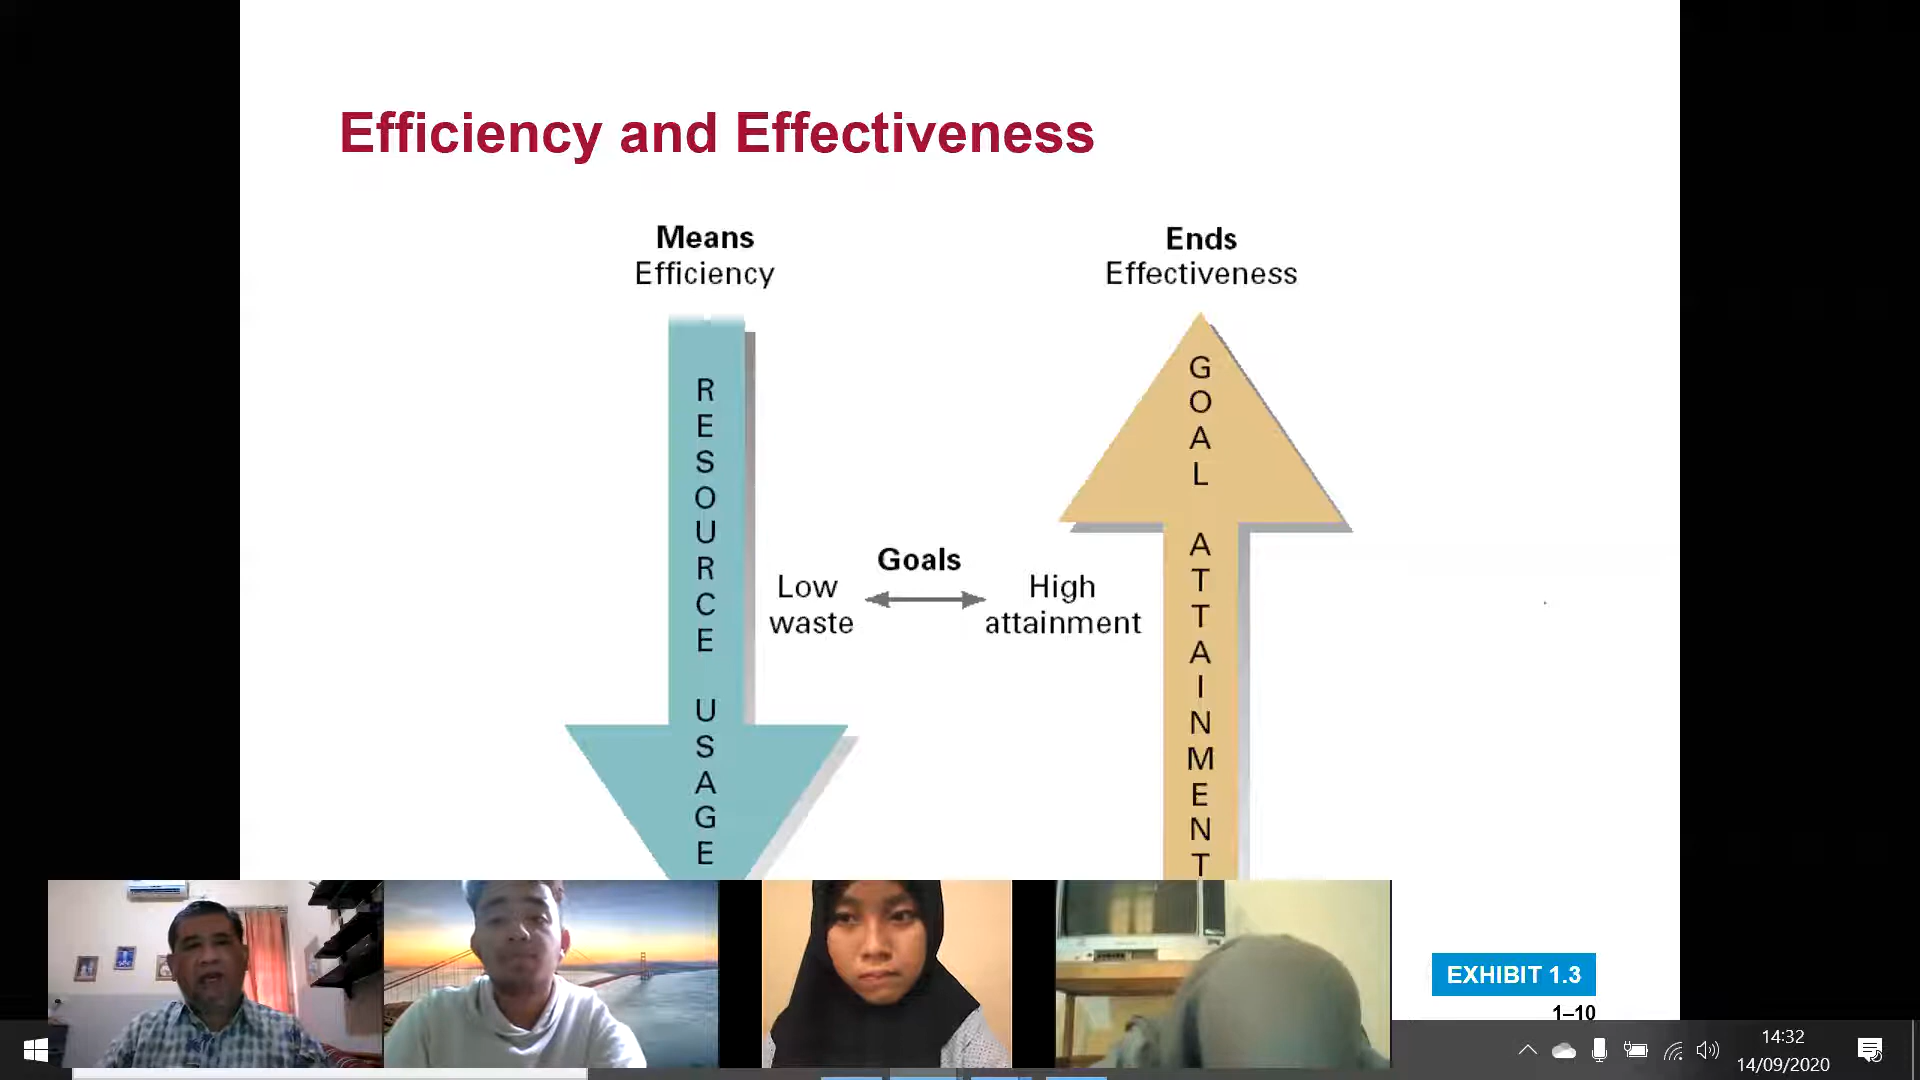 Efficiency and Effectiveness
Means
Efficiency
Ends
Effectiveness
RESOURCE USAGE
Goals
Low
waste
High
attainment
GOAL ATTAINMENT
EXHIBIT 1.3
1–10
14:32
14/09/2020